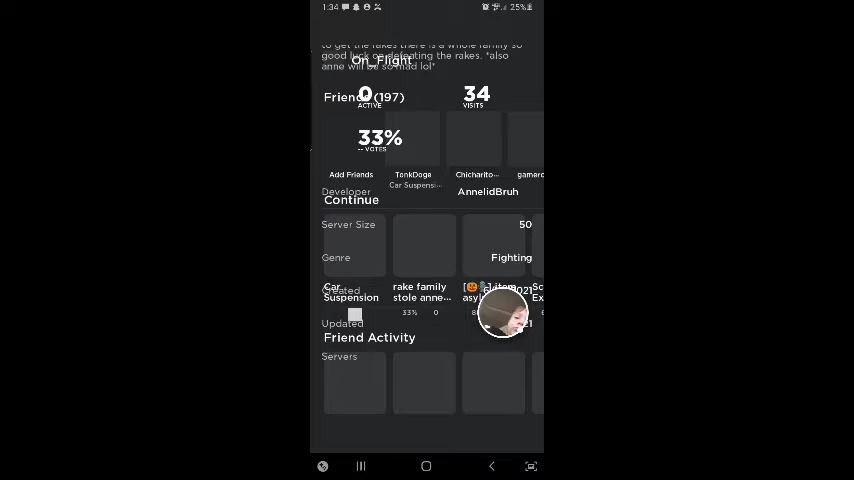 1:34
25%
to get the rakes there is a whole family so
good luck on defeating the rakes. *also
anne will be so mad lol*
On_Flight
Friends (197)
0
ACTIVE
34
VISITS
33%
-- VOTES
Add Friends
TonkDoge
Car Suspensi...
Chicharito...
Developer
AnnelidBruh
Continue
Server Size
50
Genre
Fighting
Created
Car
Suspension
rake family
stole anne...
33%
0
Updated
Friend Activity
Servers